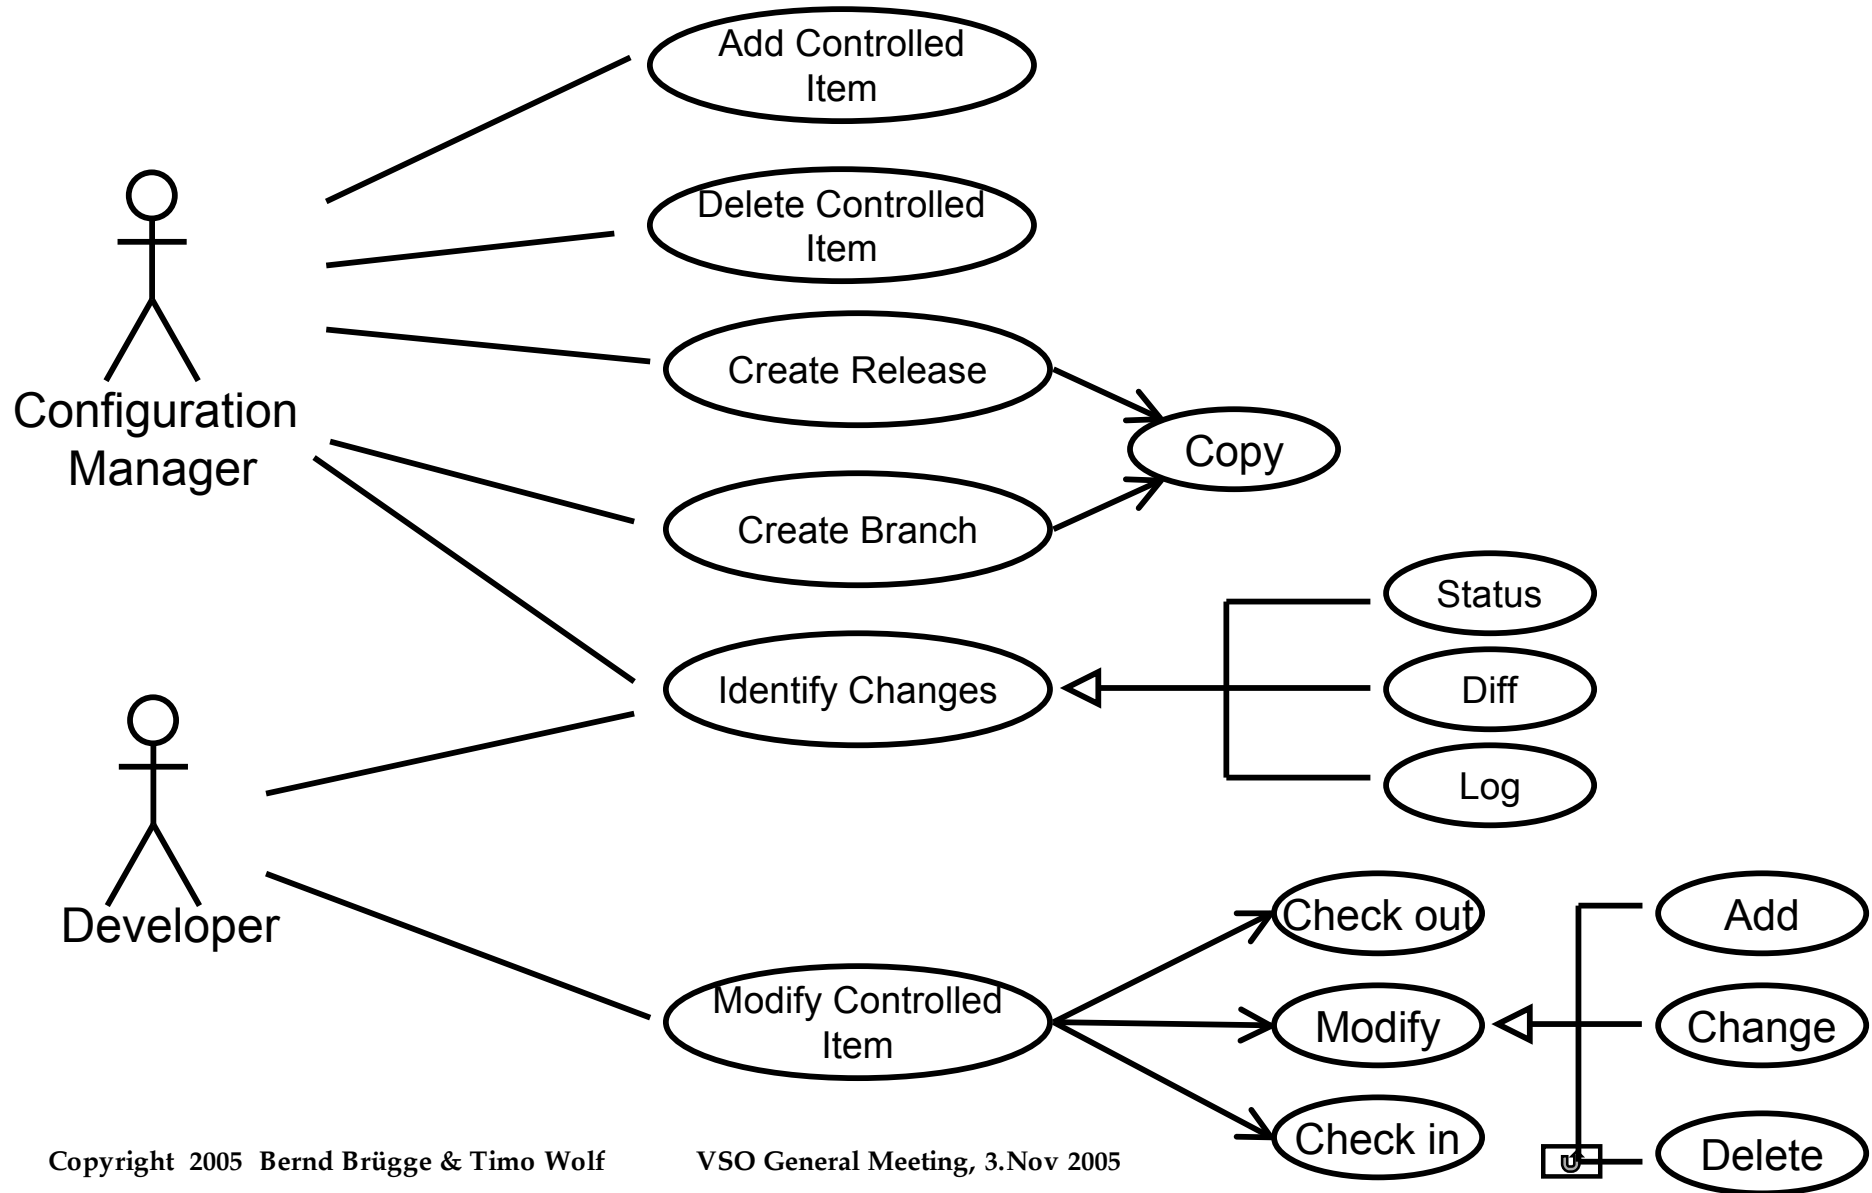 Add Controlled
Item
Delete Controlled
Item
Create Release
Configuration
Manager
Copy
Create Branch
Status
Identify Changes
Diff
Log
Developer
Check out
Add
Modify Controlled
Item
Modify
Change
Check in
Delete
Copyright 2005 Bernd Brügge & Timo Wolf
VSO General Meeting, 3.Nov 2005